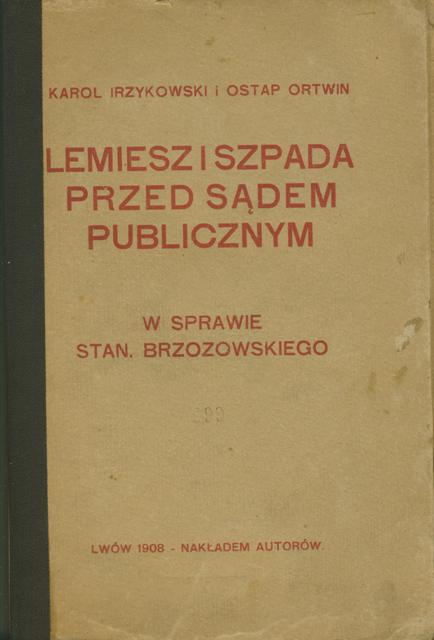 KAROL IRZYKOWSKI i OSTAP ORTWIN
LEMIESZ I SZPADA
PRZED SĄDEM
PUBLICZNYM
W SPRAWIE
STAN. BRZOZOWSKIEGO
LWÓW 1908 - NAKŁADEM AUTORÓW.